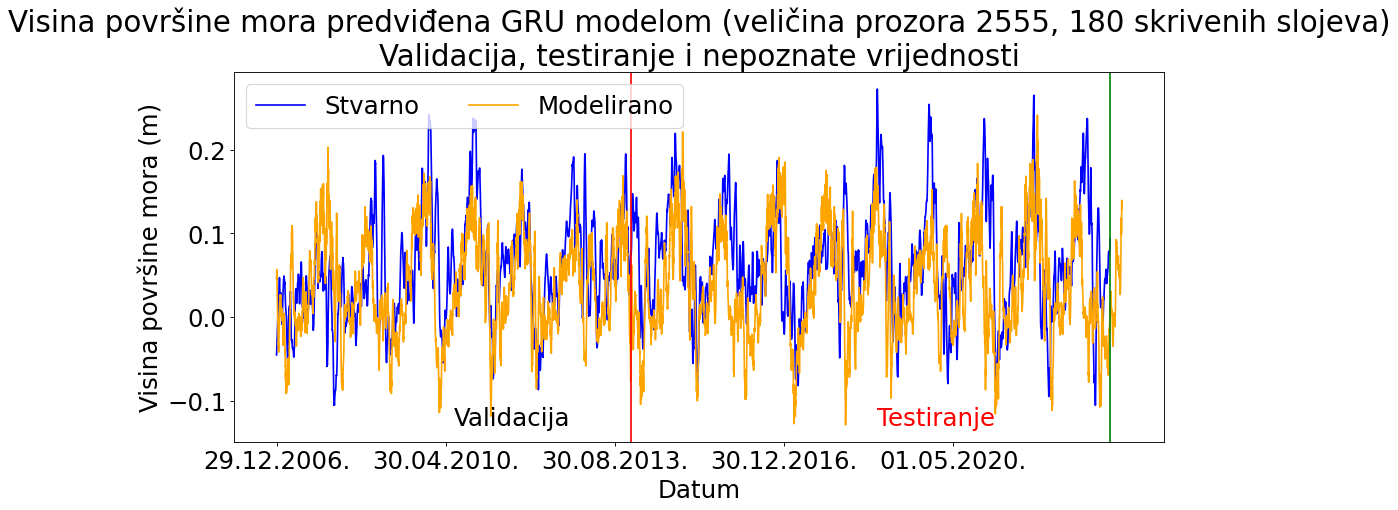 Visina površine mora predviđena GRU modelom (veličina prozora 2555, 180 skrivenih slojeva)
Validacija, testiranje i nepoznate vrijednosti
Stvarno
Modelirano
Visina površine mora (m)
0.2
0.1
0.0
−0.1
Validacija
Testiranje
29.12.2006.
30.04.2010.
30.08.2013.
30.12.2016.
01.05.2020.
Datum